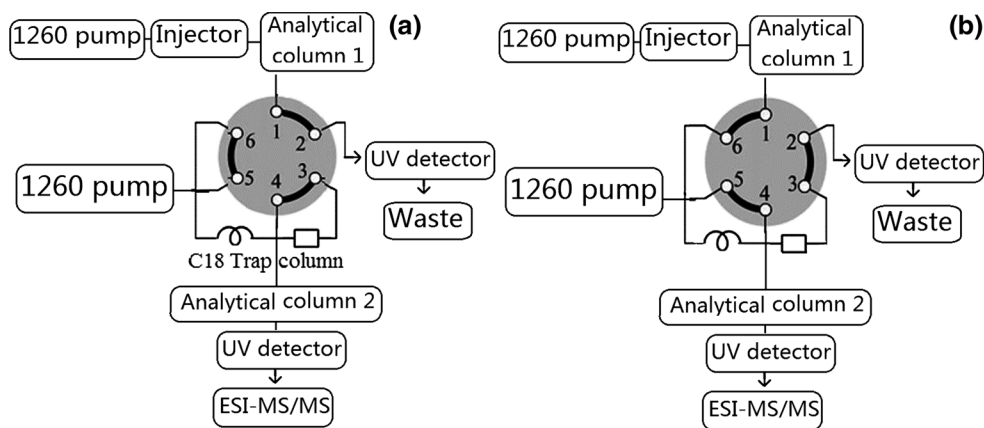 (a)
1260 pump
Injector
Analytical
column 1
1
2
3
4
5
6
UV detector
Waste
1260 pump
C18 Trap column
Analytical column 2
UV detector
ESI-MS/MS
(b)
1260 pump
Injector
Analytical
column 1
1
2
3
4
5
6
UV detector
Waste
1260 pump
Analytical column 2
UV detector
ESI-MS/MS